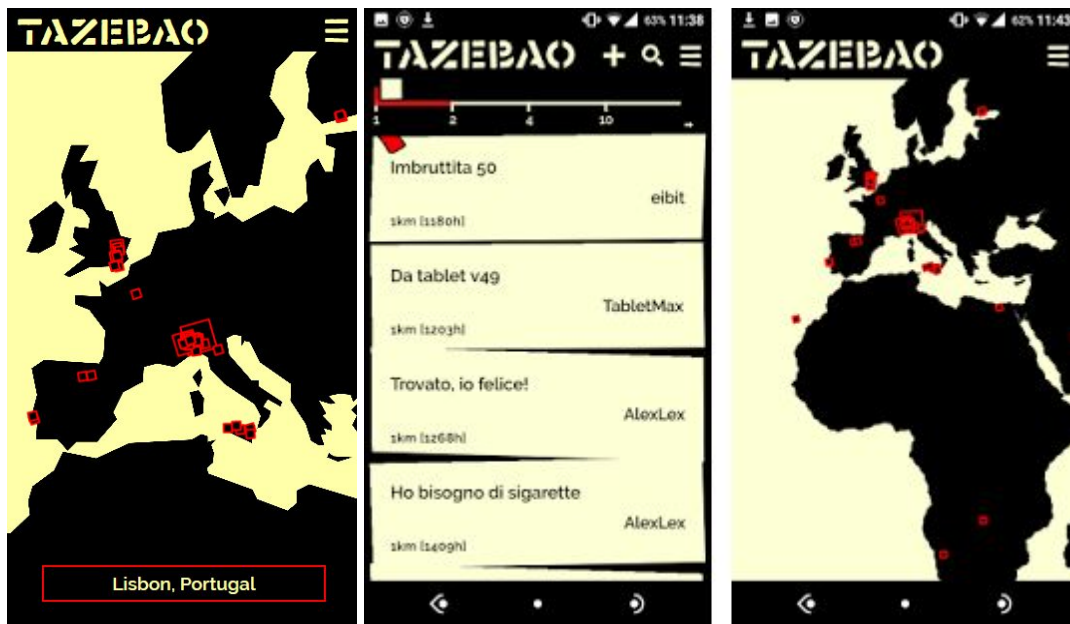 TAZEBAO
Lisbon, Portugal
63% 11:38
TAZEBAO
1 2 4 10 →
Imbruttita 50
eibit
1km [1180h]
Da tablet v49
TabletMax
1km [1203h]
Trovato, io felice!
AlexLex
1km [1268h]
Ho bisogno di sigarette
AlexLex
1km [1409h]
62% 11:43
TAZEBAO